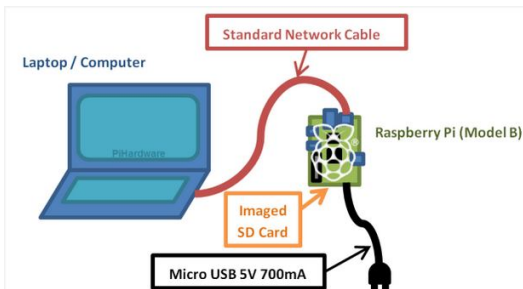 Standard Network Cable
Laptop / Computer
Raspberry Pi (Model B)
PiHardware
®
Imaged
SD Card
Micro USB 5V 700mA